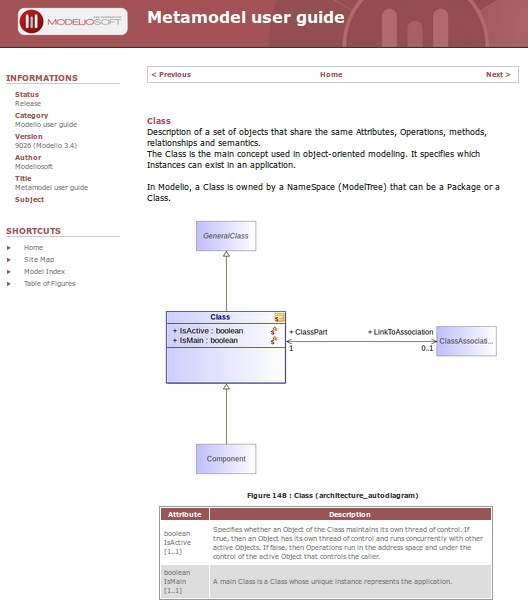 MODELIOSOFT
Metamodel user guide
INFORMATIONS
Status
Release
Category
Modelio user guide
Version
9026 (Modelio 3.4)
Author
Modeliosoft
Title
Metamodel user guide
Subject
SHORTCUTS
Home
Site Map
Model Index
Table of Figures
< Previous
Home
Next >
Class
Description of a set of objects that share the same Attributes, Operations, methods,
relationships and semantics.
The Class is the main concept used in object-oriented modeling. It specifies which
Instances can exist in an application.
In Modelio, a Class is owned by a NameSpace (ModelTree) that can be a Package or a
Class.
GeneralClass
Class
+ IsActive : boolean
+ IsMain : boolean
+ ClassPart
1
+ LinkToAssociation
0..1
ClassAssociati...
Component
Figure 148 : Class (architecture_autodiagram)
Attribute
Description
boolean
IsActive
[1..1]
Specifies whether an Object of the Class maintains its own thread of control. If
true, then an Object has its own thread of control and runs concurrently with other
active Objects. If false, then Operations run in the address space and under the
control of the active Object that controls the caller.
boolean
IsMain
[1..1]
A main Class is a Class whose unique instance represents the application.